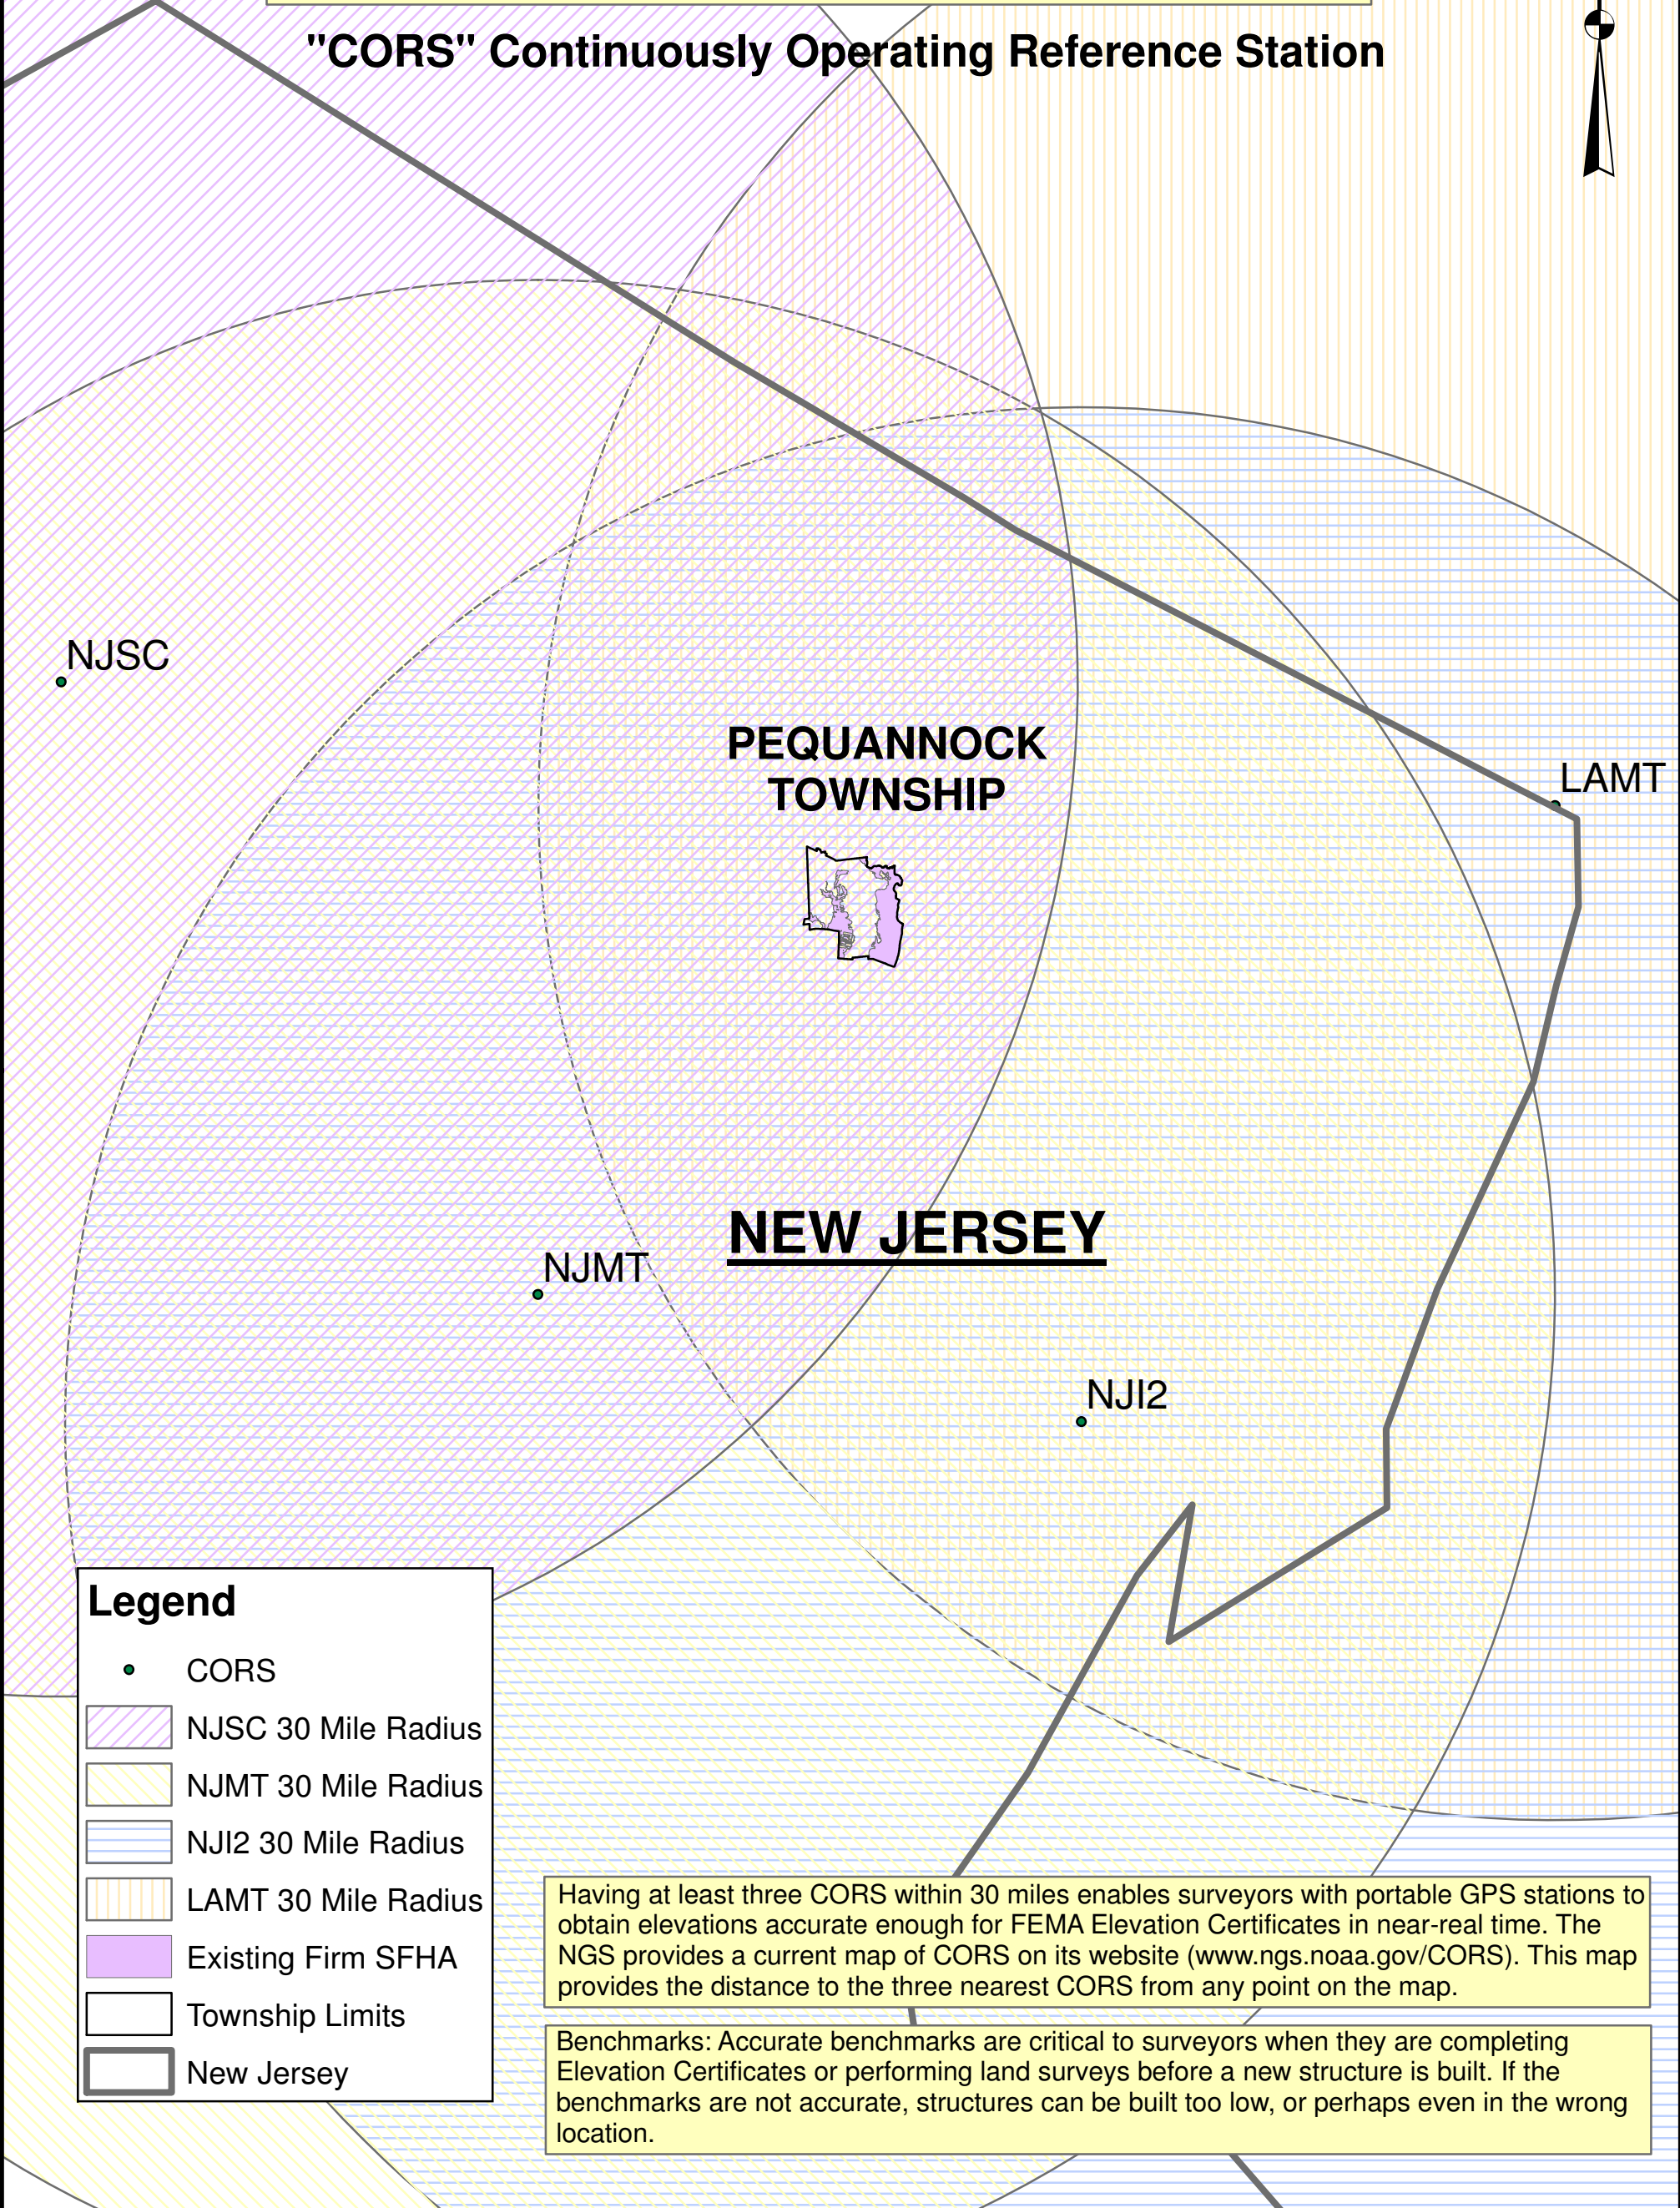 "CORS" Continuously Operating Reference Station
NJSC
PEQUANNOCK
TOWNSHIP
LAMT
NEW JERSEY
NJMT
NJI2
Legend
CORS
NJSC 30 Mile Radius
NJMT 30 Mile Radius
NJI2 30 Mile Radius
LAMT 30 Mile Radius
Existing Firm SFHA
Township Limits
New Jersey
Having at least three CORS within 30 miles enables surveyors with portable GPS stations to
obtain elevations accurate enough for FEMA Elevation Certificates in near-real time. The
NGS provides a current map of CORS on its website (www.ngs.noaa.gov/CORS). This map
provides the distance to the three nearest CORS from any point on the map.
Benchmarks: Accurate benchmarks are critical to surveyors when they are completing
Elevation Certificates or performing land surveys before a new structure is built. If the
benchmarks are not accurate, structures can be built too low, or perhaps even in the wrong
location.